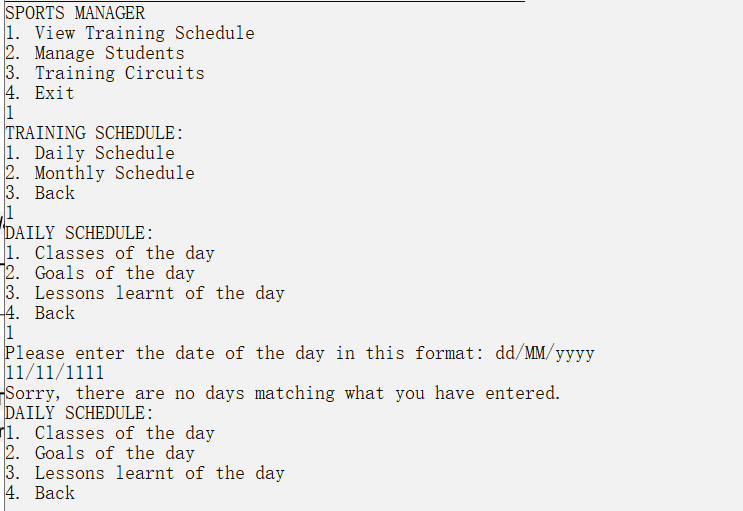 SPORTS MANAGER
1. View Training Schedule
2. Manage Students
3. Training Circuits
4. Exit
1
TRAINING SCHEDULE:
1. Daily Schedule
2. Monthly Schedule
3. Back
1
DAILY SCHEDULE:
1. Classes of the day
2. Goals of the day
3. Lessons learnt of the day
4. Back
1
Please enter the date of the day in this format: dd/MM/yyyy
11/11/1111
Sorry, there are no days matching what you have entered.
DAILY SCHEDULE:
1. Classes of the day
2. Goals of the day
3. Lessons learnt of the day
4. Back